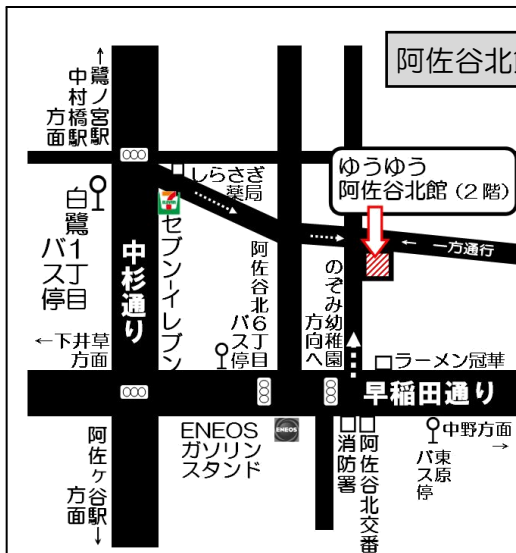 阿佐谷北
↑鷺ノ宮駅
中村橋駅
方面
しらさぎ
薬局
ゆうゆう
阿佐谷北館（２階）
← 一方通行
白鷺1丁目
バス停
中杉通り
セブン-イレブン
阿佐谷北6丁目
バス停
のぞみ幼稚園
方向へ
←下井草
方面
ラーメン冠華
早稲田通り
ENEOS
ガソリン
スタンド
ENEOS
消防署
阿佐谷北交番
東原
バス停
中野方面
→
阿佐ヶ谷駅
方面↓